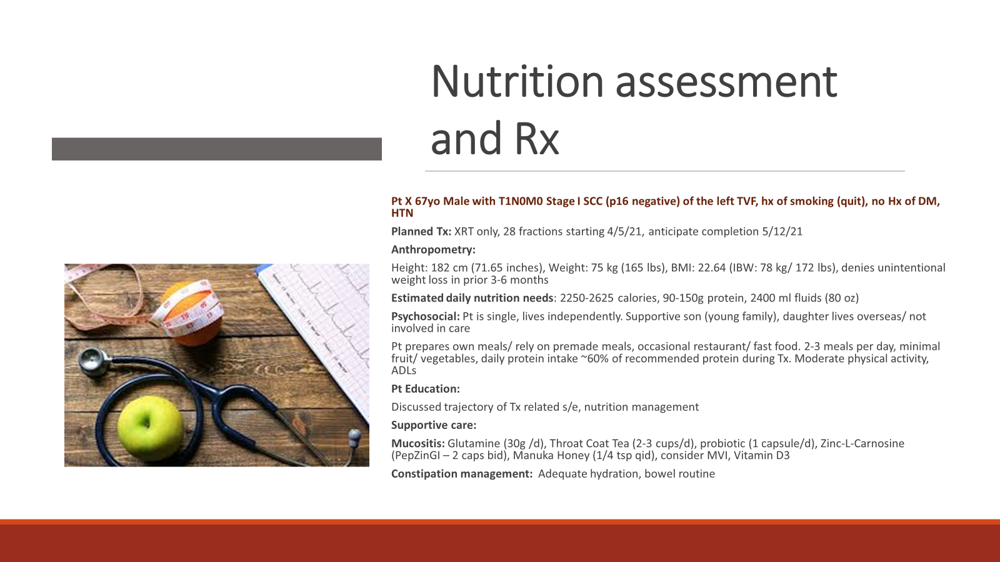 Nutrition assessment
and Rx
Pt X 67yo Male with T1N0M0 Stage I SCC (p16 negative) of the left TVF, hx of smoking (quit), no Hx of DM,
HTN
Planned Tx: XRT only, 28 fractions starting 4/5/21, anticipate completion 5/12/21
Anthropometry:
Height: 182 cm (71.65 inches), Weight: 75 kg (165 lbs), BMI: 22.64 (IBW: 78 kg/ 172 lbs), denies unintentional
weight loss in prior 3-6 months
Estimated daily nutrition needs: 2250-2625 calories, 90-150g protein, 2400 ml fluids (80 oz)
Psychosocial: Pt is single, lives independently. Supportive son (young family), daughter lives overseas/ not
involved in care
Pt prepares own meals/ rely on premade meals, occasional restaurant/ fast food. 2-3 meals per day, minimal
fruit/ vegetables, daily protein intake ~60% of recommended protein during Tx. Moderate physical activity,
ADLs
Pt Education:
Discussed trajectory of Tx related s/e, nutrition management
Supportive care:
Mucositis: Glutamine (30g /d), Throat Coat Tea (2-3 cups/d), probiotic (1 capsule/d), Zinc-L-Carnosine
(PepZinGI – 2 caps bid), Manuka Honey (1/4 tsp qid), consider MVI, Vitamin D3
Constipation management: Adequate hydration, bowel routine